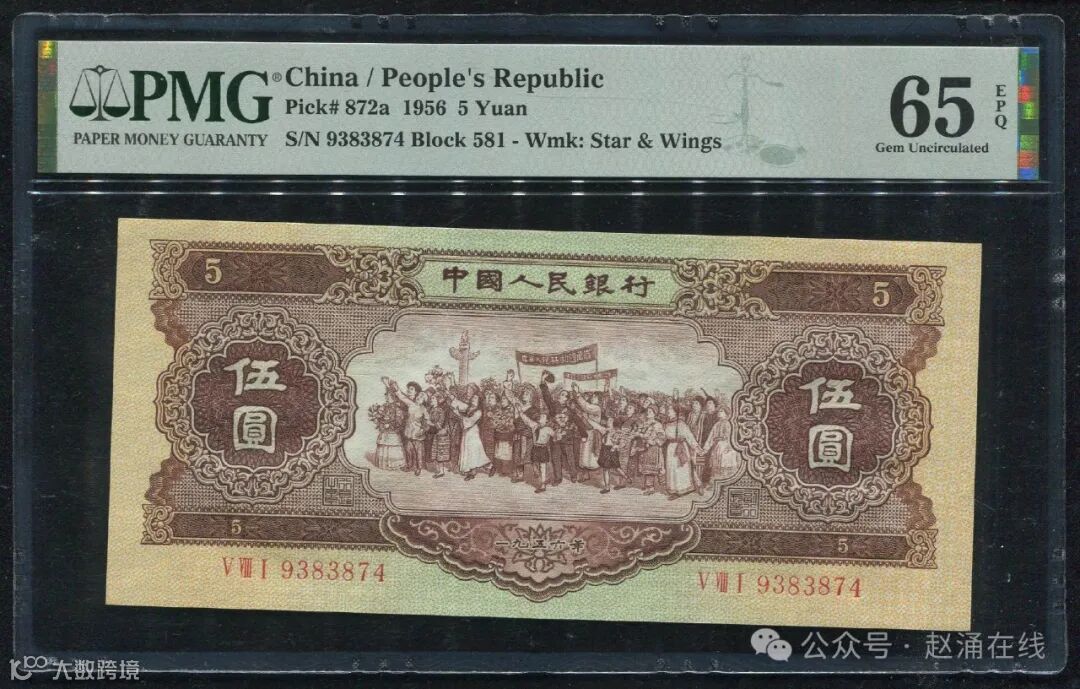 PMG
PAPER MONEY GUARANTY
China / People's Republic
Pick# 872a 1956 5 Yuan
S/N 9383874 Block 581 - Wmk: Star & Wings
65
EPQ
Gem Uncirculated
5
中國人民銀行
5
伍圓
伍圓
5
一九五六年
5
V VIII I 9383874
V VIII I 9383874
公众号 · 赵涌在线
大数跨境